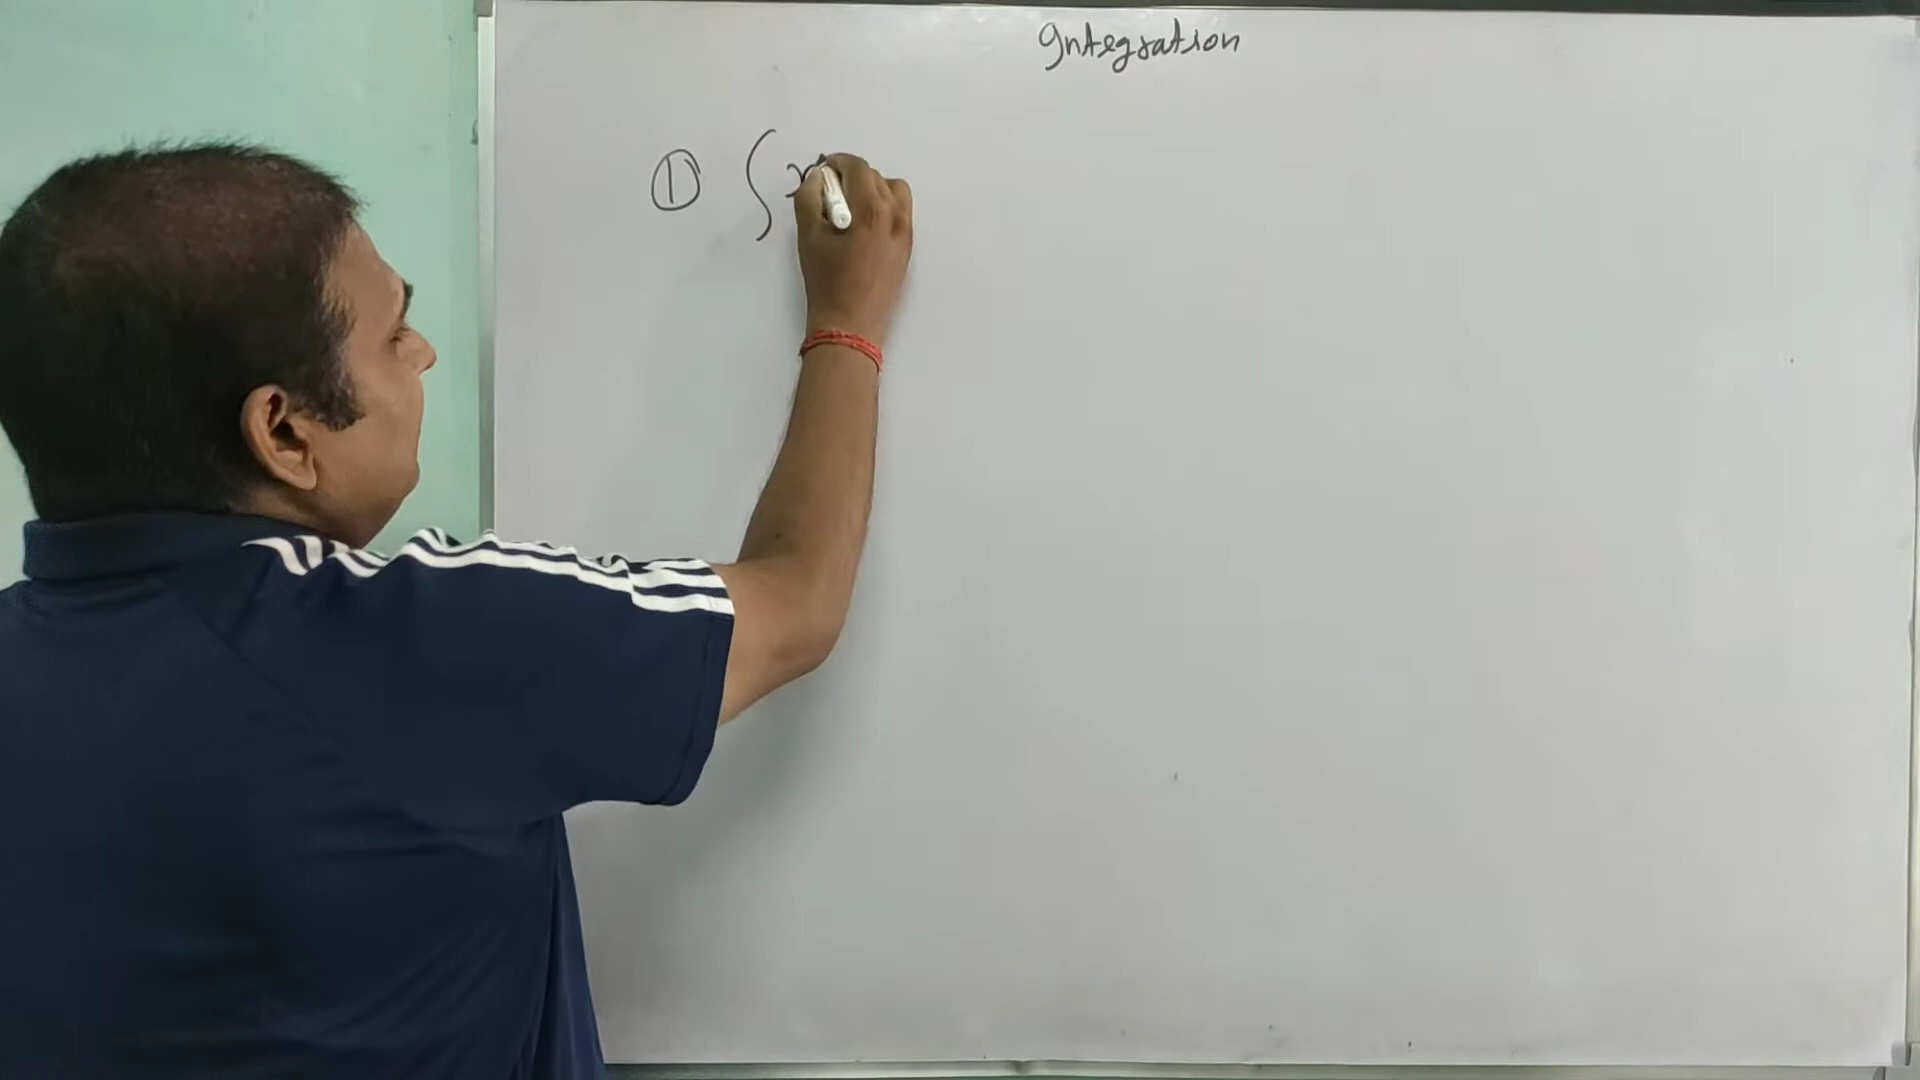 Integration
① ∫ x